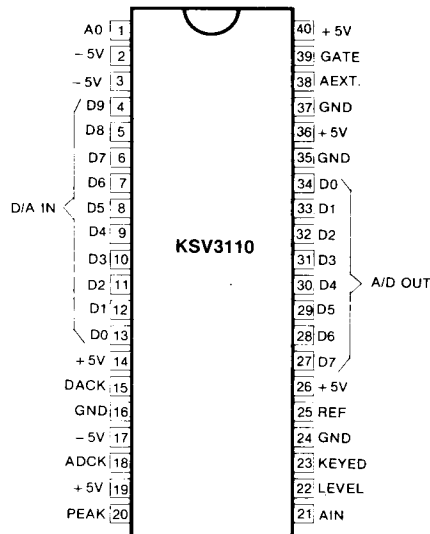 A0 1
- 5V 2
- 5V 3
D9 4
D8 5
D7 6
D6 7
D5 8
D4 9
D3 10
D2 11
D1 12
D0 13
+ 5V 14
DACK 15
GND 16
- 5V 17
ADCK 18
+ 5V 19
PEAK 20
D/A IN
KSV3110
40 + 5V
39 GATE
38 AEXT.
37 GND
36 + 5V
35 GND
34 D0
33 D1
32 D2
31 D3
30 D4
29 D5
28 D6
27 D7
26 + 5V
25 REF
24 GND
23 KEYED
22 LEVEL
21 AIN
A/D OUT